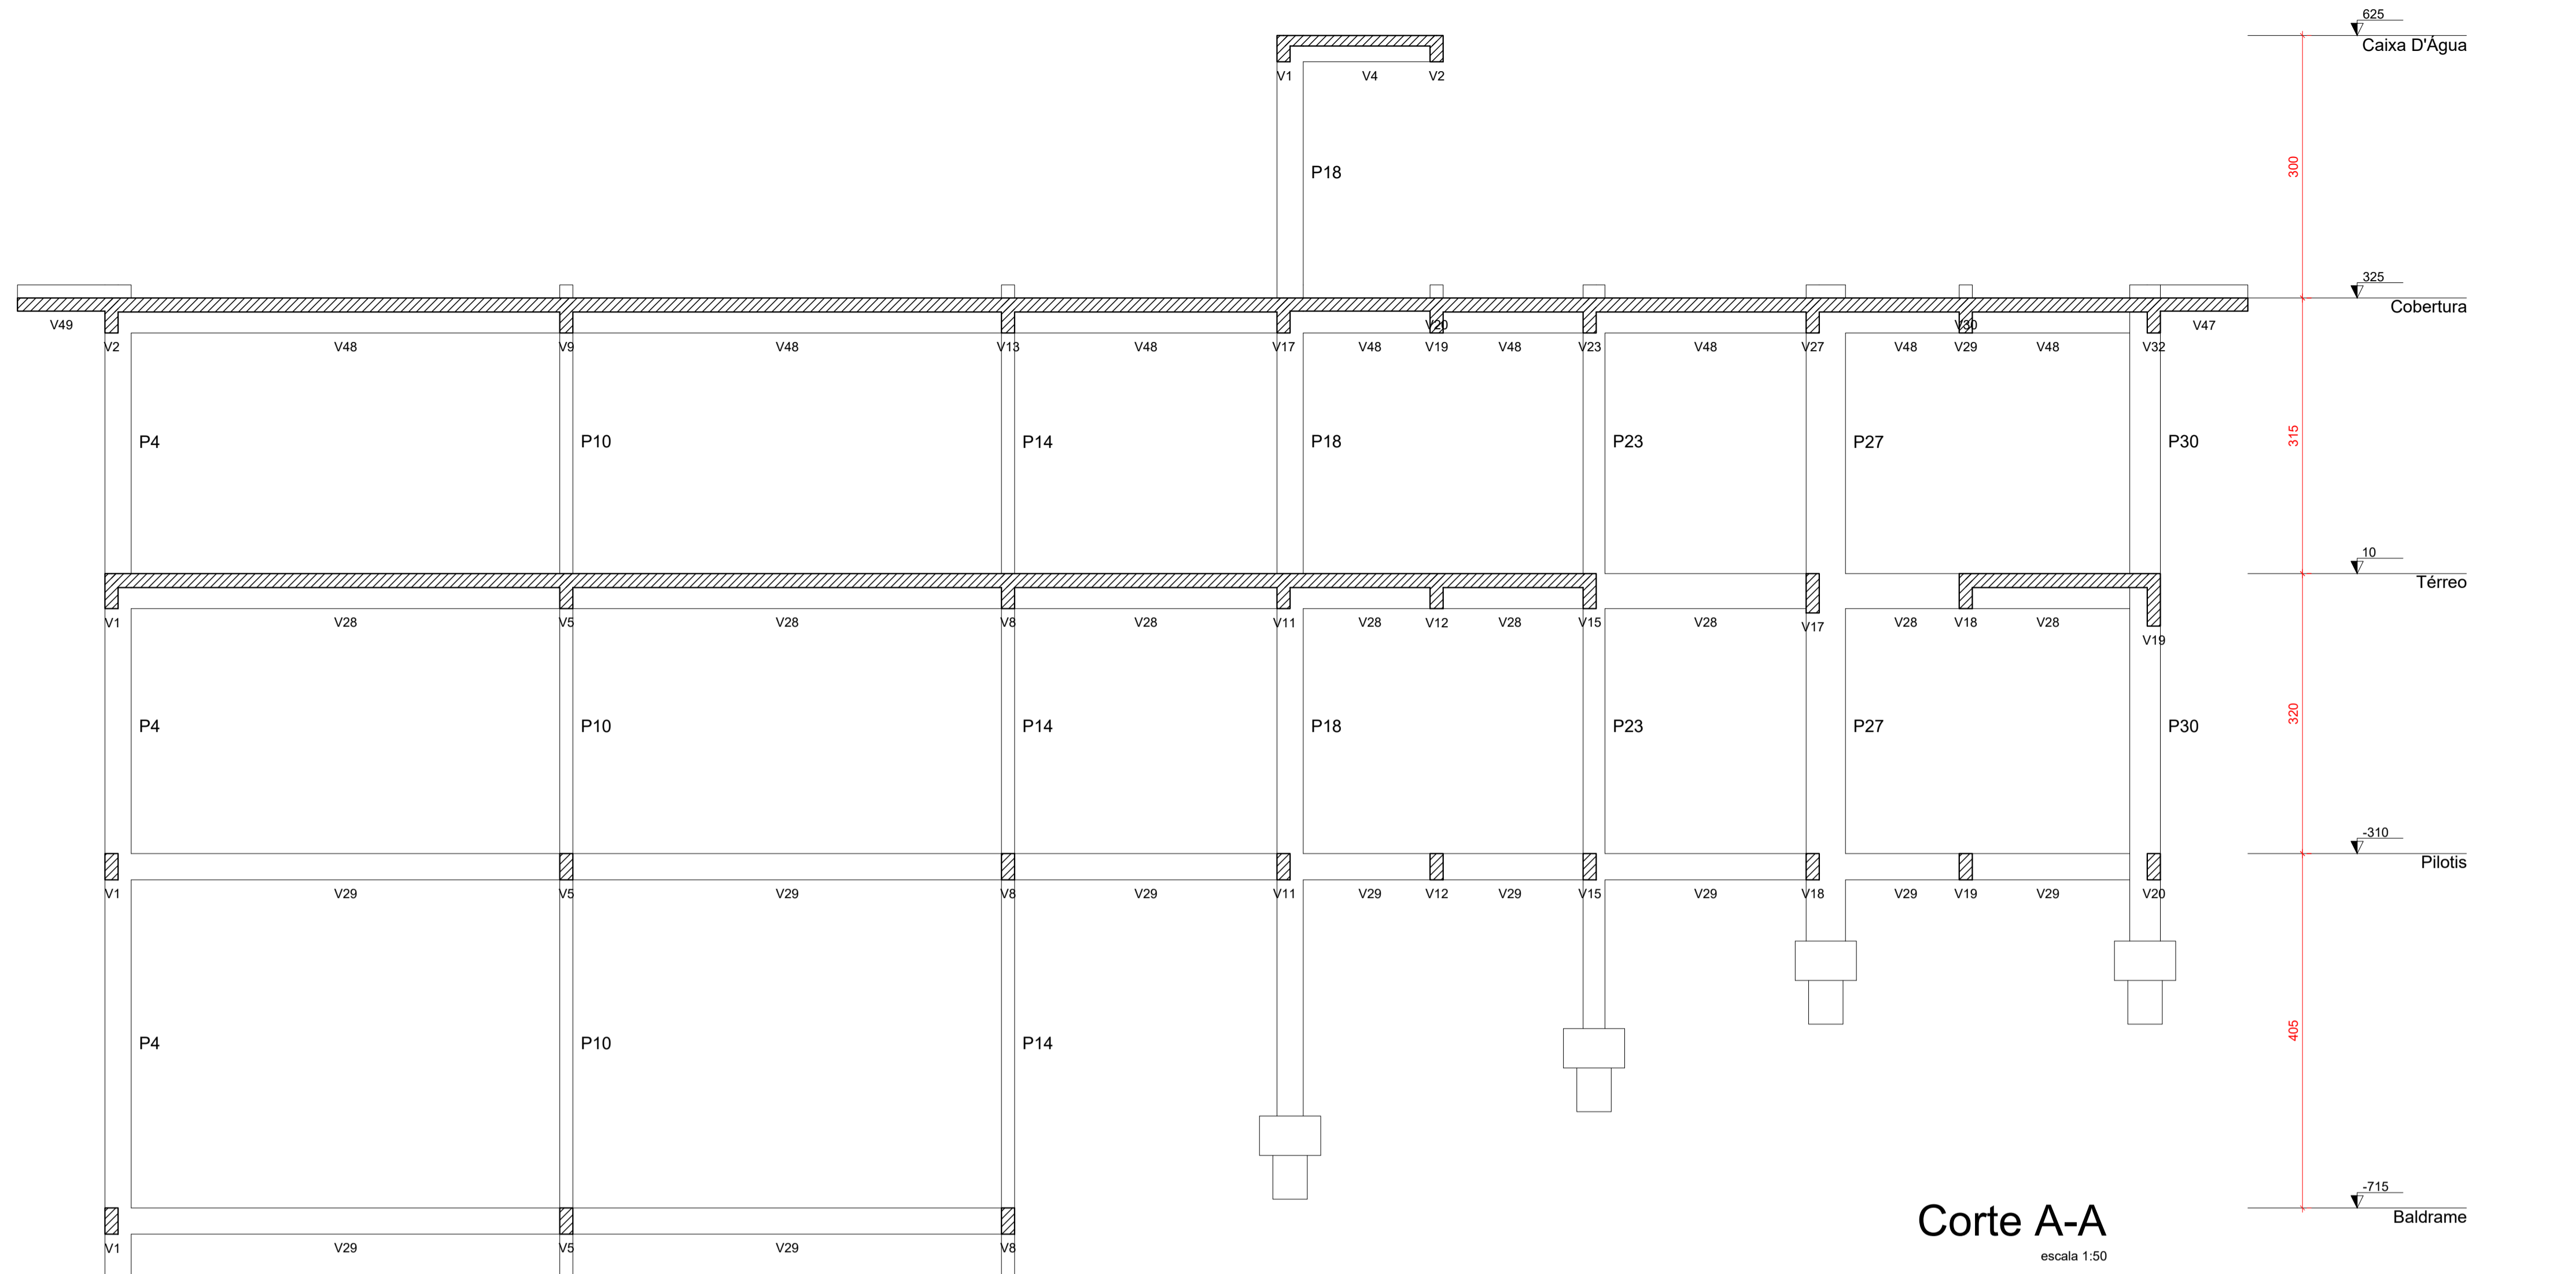 625
Caixa D'Água
V1 V4 V2
300
P18
325
Cobertura
V49 V20 V30 V47
V2 V48 V9 V48 V13 V48 V17 V48 V19 V48 V23 V48 V27 V48 V29 V48 V32
315
P4 P10 P14 P18 P23 P27 P30
10
Térreo
V1 V28 V5 V28 V8 V28 V11 V28 V12 V28 V15 V28 V17 V28 V18 V28 V19
320
P4 P10 P14 P18 P23 P27 P30
-310
Pilotis
V1 V29 V5 V29 V8 V29 V11 V29 V12 V29 V15 V29 V18 V29 V19 V29 V20
405
P4 P10 P14
-715
Baldrame
Corte A-A
escala 1:50
V1 V29 V5 V29 V8